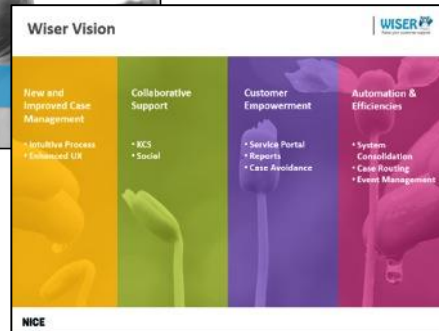 Wiser Vision
WISER
New and
Improved Case
Management
• Intuitive Process
• Enhanced UX
Collaborative
Support
• KCS
• Social
Customer
Empowerment
• Service Portal
• Reports
• Case Avoidance
Automation &
Efficiencies
• System
Consolidation
• Case Routing
• Event Management
NICE